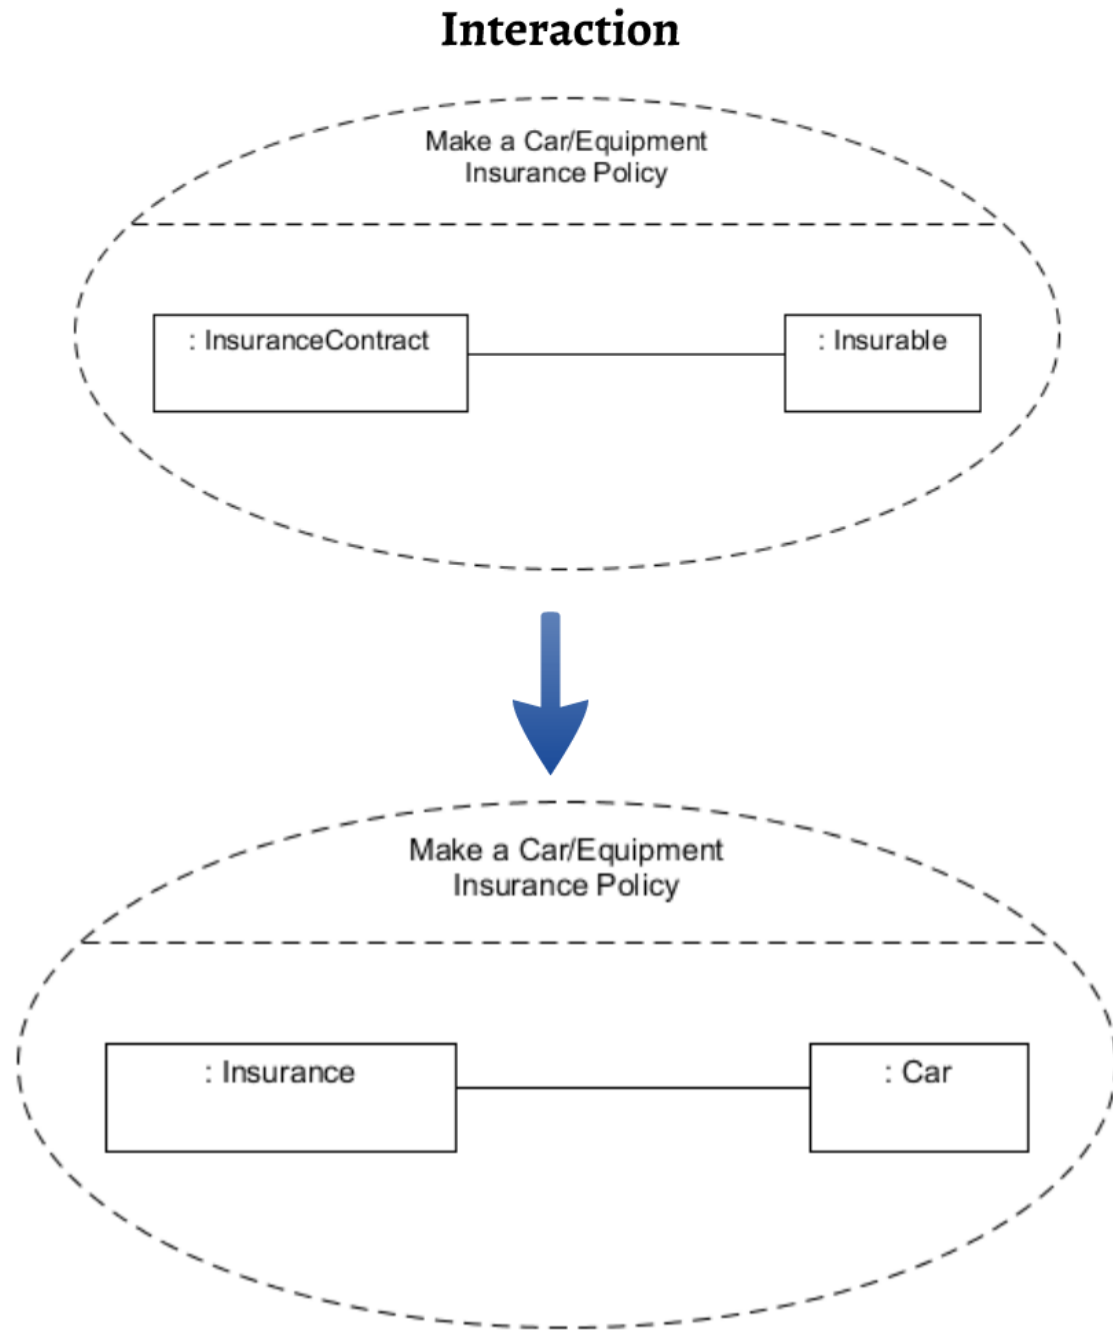 Interaction
Make a Car/Equipment
Insurance Policy
: InsuranceContract
: Insurable
Make a Car/Equipment
Insurance Policy
: Insurance
: Car